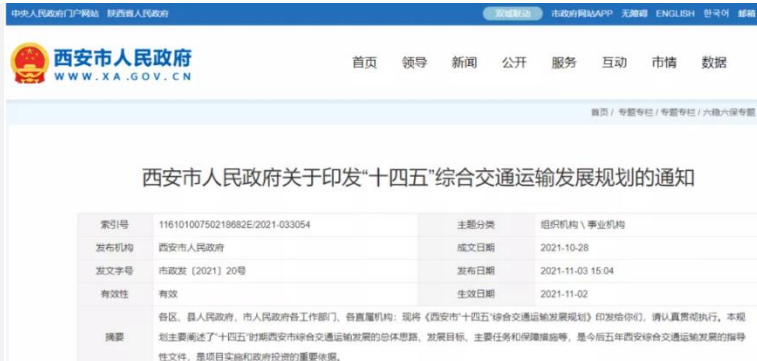 中央人民政府门户网站 陕西省人民政府 双城联动 市政府网站APP 无障碍 ENGLISH 한국어 邮箱
西安市人民政府
WWW.XA.GOV.CN
首页 领导 新闻 公开 服务 互动 市情 数据
首页 / 专题专栏 / 专题专栏 / 六稳六保专题
西安市人民政府关于印发“十四五”综合交通运输发展规划的通知
索引号 11610100750218682E/2021-033054 主题分类 组织机构 \ 事业机构
发布机构 西安市人民政府 成文日期 2021-10-28
发文字号 市政发〔2021〕20号 发布日期 2021-11-03 15:04
有效性 有效 生效日期 2021-11-02
各区、县人民政府，市人民政府各工作部门、各直属机构：现将《西安市“十四五”综合交通运输发展规划》印发给你们，请认真贯彻执行。本规
摘要 划主要阐述了“十四五”时期西安市综合交通运输发展的总体思路、发展目标、主要任务和保障措施等，是今后五年西安综合交通运输发展的指导
性文件，是项目实施和政府投资的重要依据。